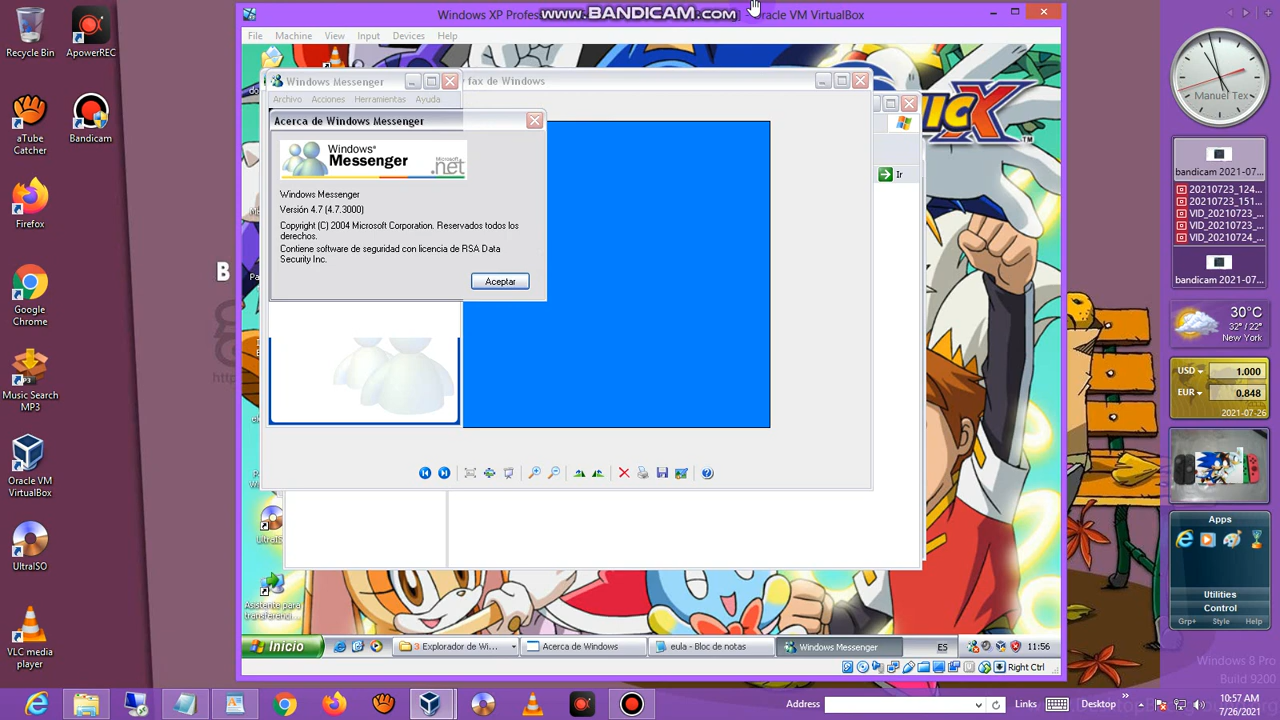 Recycle Bin
ApowerREC
aTube
Catcher
Bandicam
Firefox
Google
Chrome
Music Search
MP3
Oracle VM
VirtualBox
UltraISO
VLC media
player
Windows XP Profes
www.BANDICAM.com
Oracle VM VirtualBox
File Machine View Input Devices Help
Windows Messenger
y fax de Windows
Archivo Acciones Herramientas Ayuda
Acerca de Windows Messenger
Windows
Messenger
Microsoft
.net
Windows Messenger
Versión 4.7 (4.7.3000)
Copyright (C) 2004 Microsoft Corporation. Reservados todos los
derechos.
Contiene software de seguridad con licencia de RSA Data
Security Inc.
Aceptar
Ir
UltraIS
Asistente para
transferenci...
Inicio
3 Explorador de Wi...
Acerca de Windows
eula - Bloc de notas
Windows Messenger
ES
11:56
Right Ctrl
Manuel Tex
bandicam 2021-07...
20210723_124...
20210723_151...
VID_20210723_...
VID_20210723_...
VID_20210724_...
bandicam 2021-07...
30°C
32° / 22°
New York
USD
1.000
EUR
0.848
2021-07-26
Apps
Utilities
Control
Grp+ Style Help
Windows 8 Pro
Build 9200
Address
Links
Desktop
10:57 AM
7/26/2021